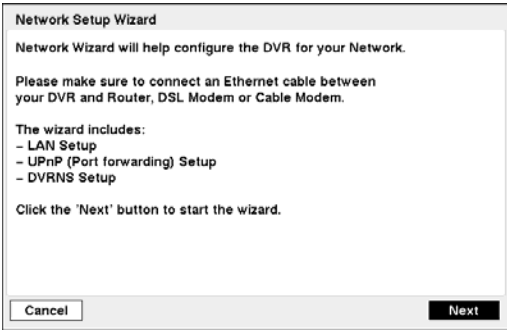 Network Setup Wizard
Network Wizard will help configure the DVR for your Network.
Please make sure to connect an Ethernet cable between
your DVR and Router, DSL Modem or Cable Modem.
The wizard includes:
– LAN Setup
– UPnP (Port forwarding) Setup
– DVRNS Setup
Click the 'Next' button to start the wizard.
Cancel
Next